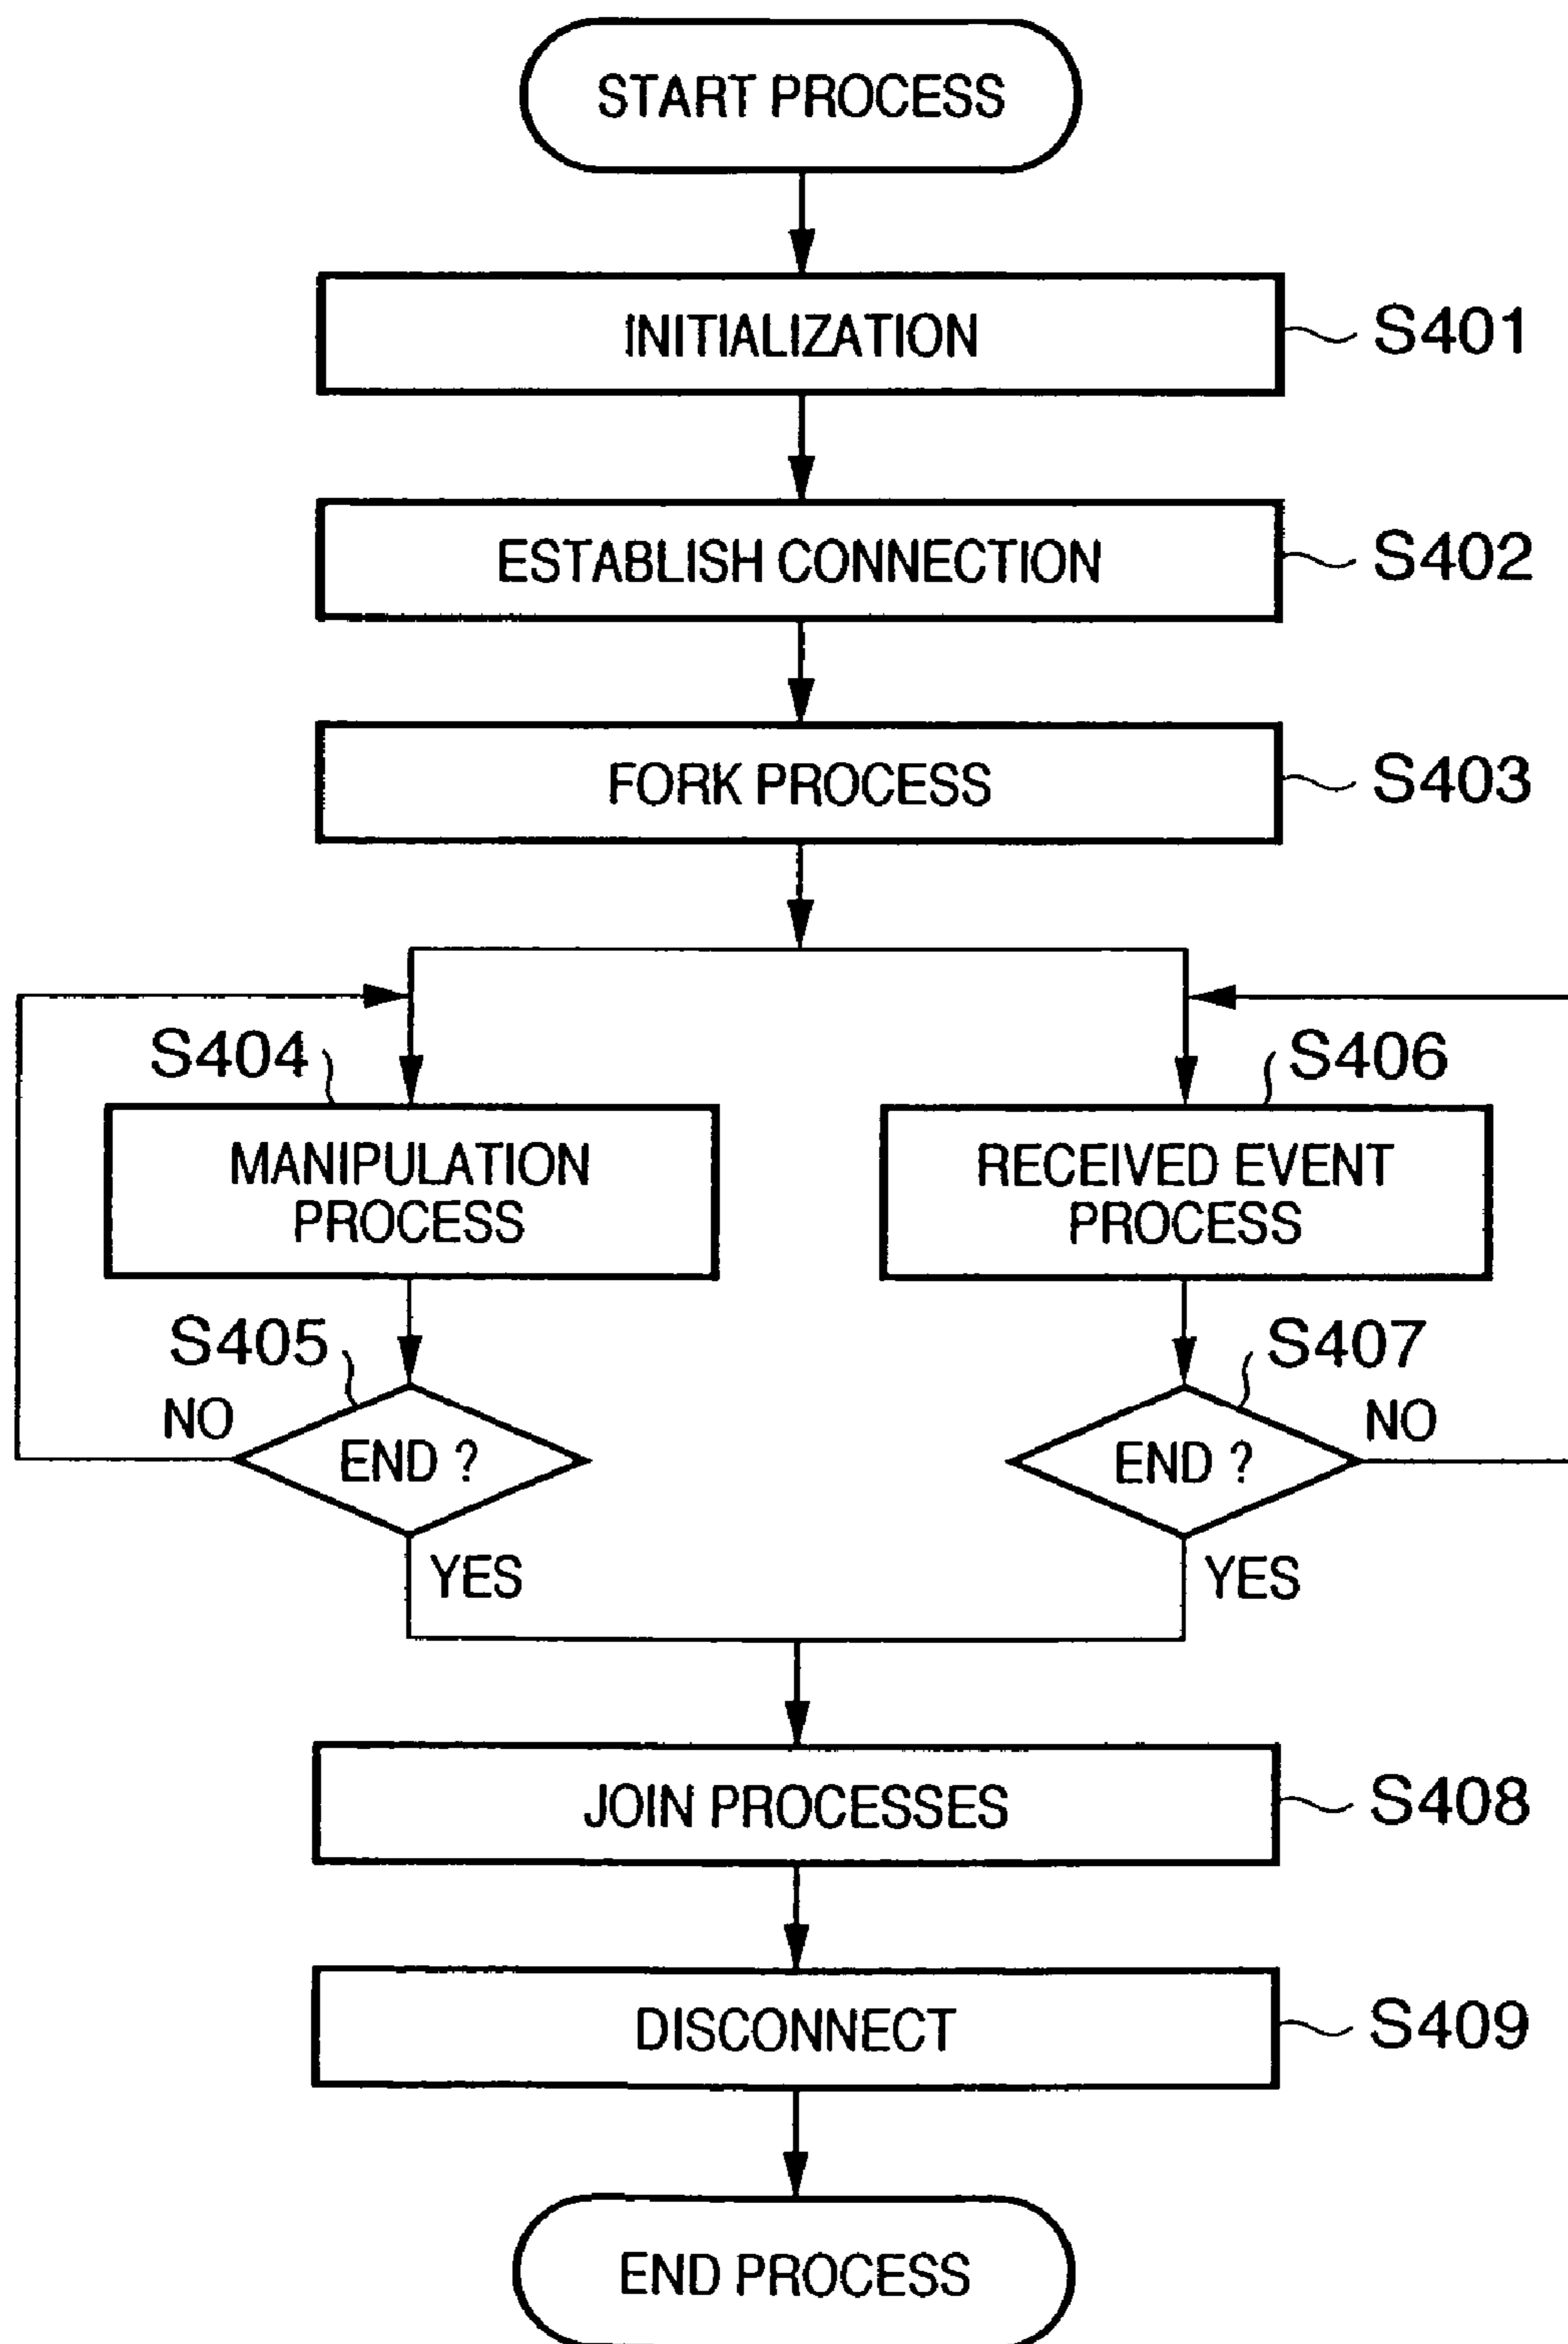 START PROCESS
INITIALIZATION
S401
ESTABLISH CONNECTION
S402
FORK PROCESS
S403
S404
MANIPULATION
PROCESS
S406
RECEIVED EVENT
PROCESS
S405
NO
END ?
YES
S407
NO
END ?
YES
JOIN PROCESSES
S408
DISCONNECT
S409
END PROCESS